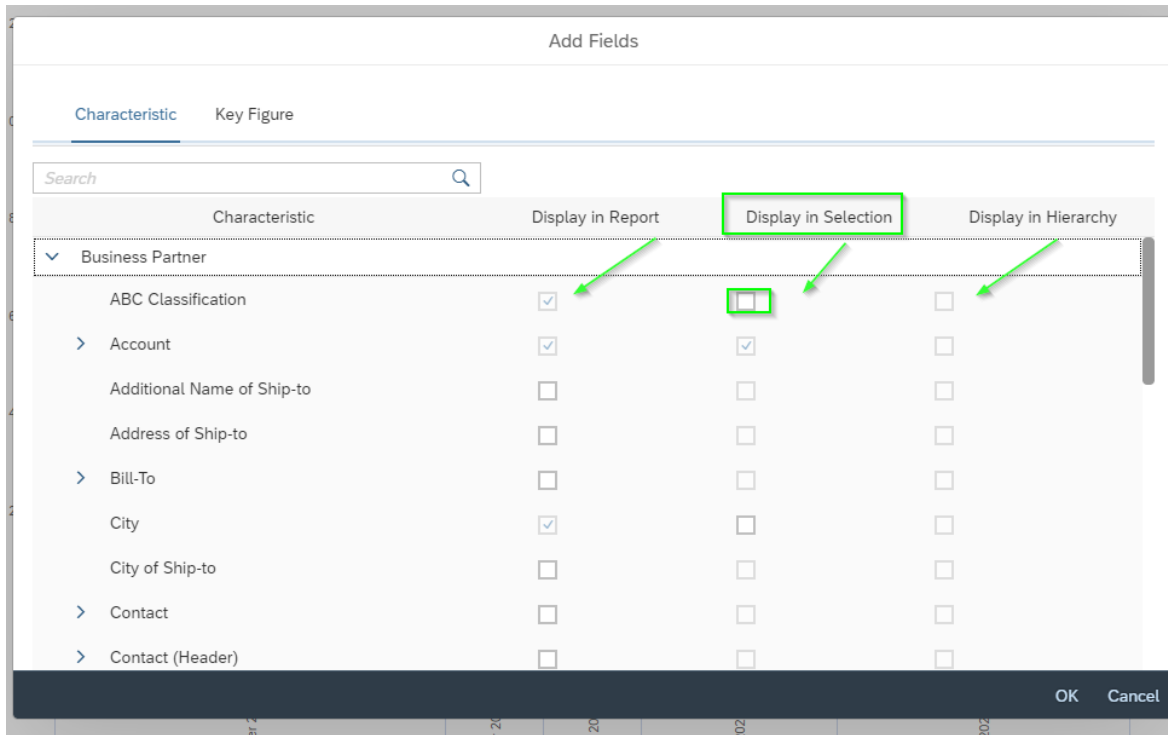 Add Fields
Characteristic Key Figure
Search
Characteristic Display in Report Display in Selection Display in Hierarchy
Business Partner
ABC Classification
Account
Additional Name of Ship-to
Address of Ship-to
Bill-To
City
City of Ship-to
Contact
Contact (Header)
OK Cancel